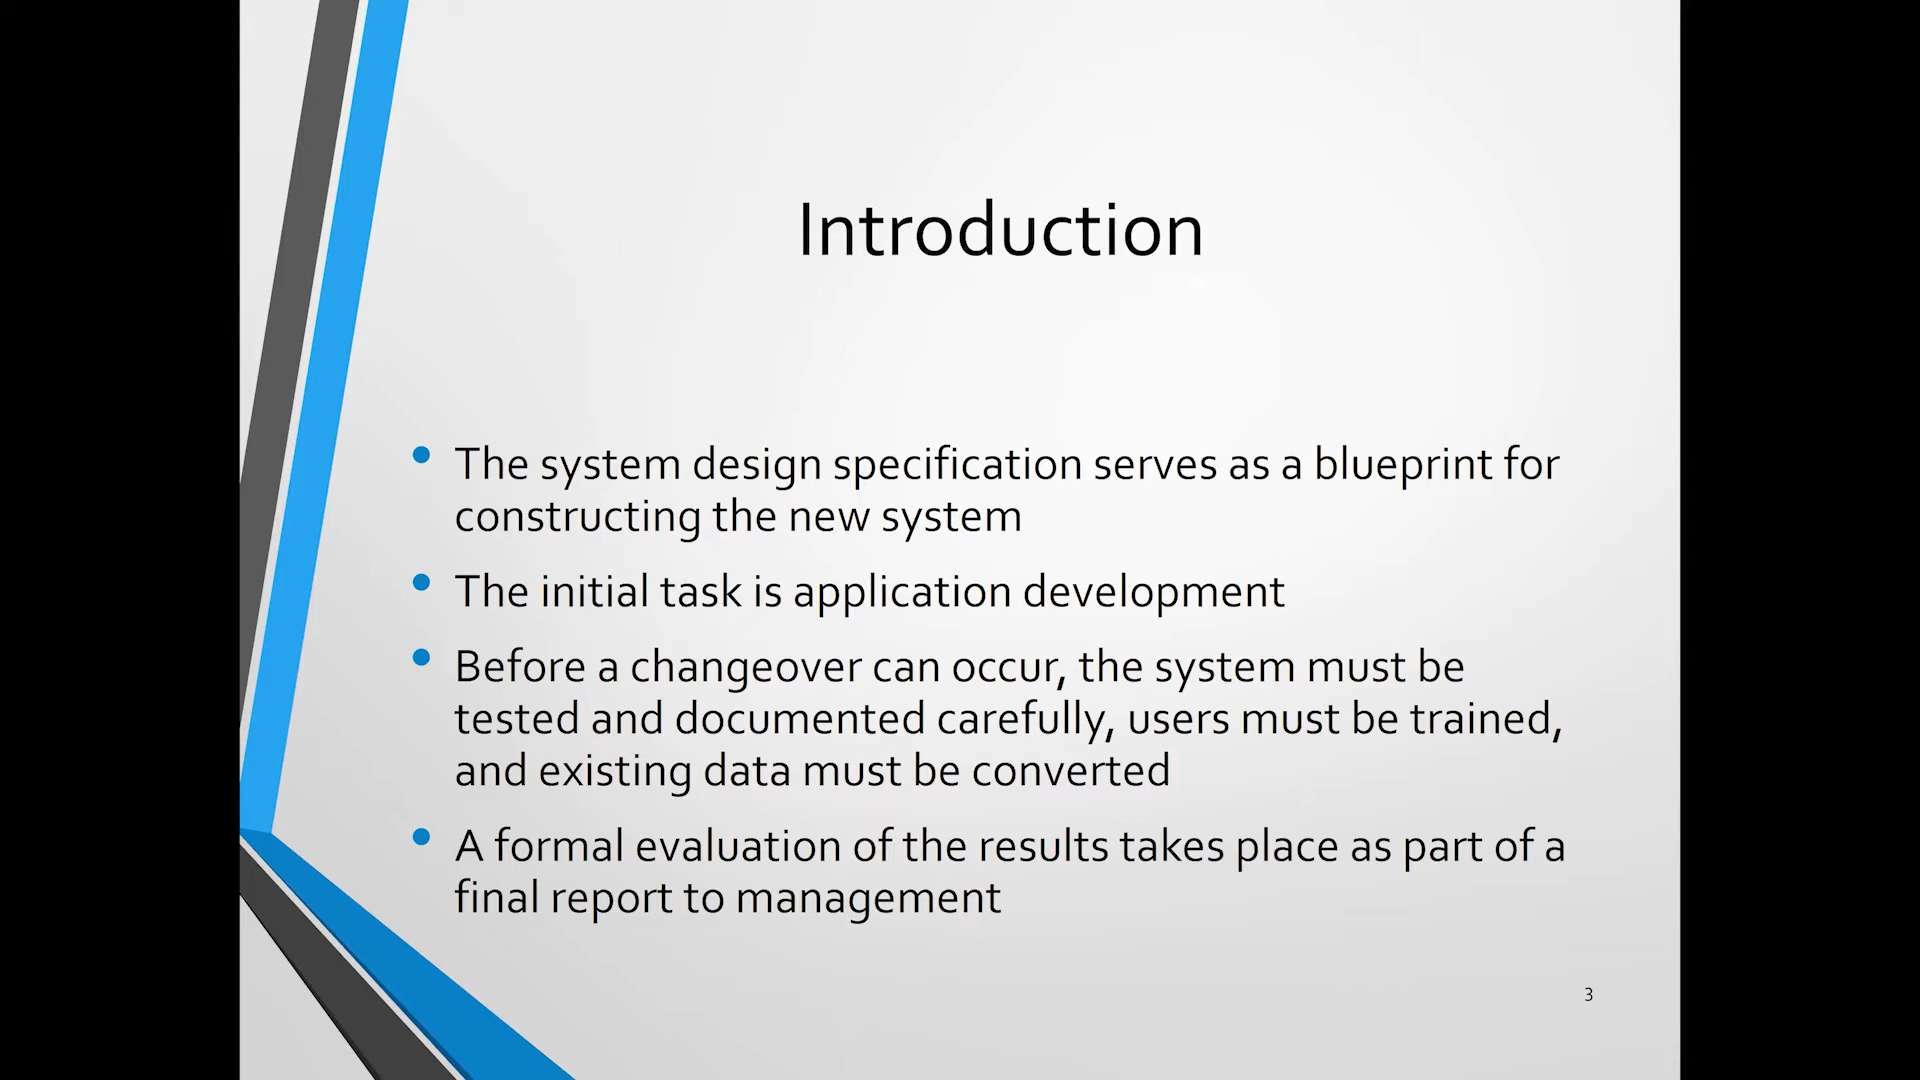 Introduction
• The system design specification serves as a blueprint for
constructing the new system
• The initial task is application development
• Before a changeover can occur, the system must be
tested and documented carefully, users must be trained,
and existing data must be converted
• A formal evaluation of the results takes place as part of a
final report to management
3